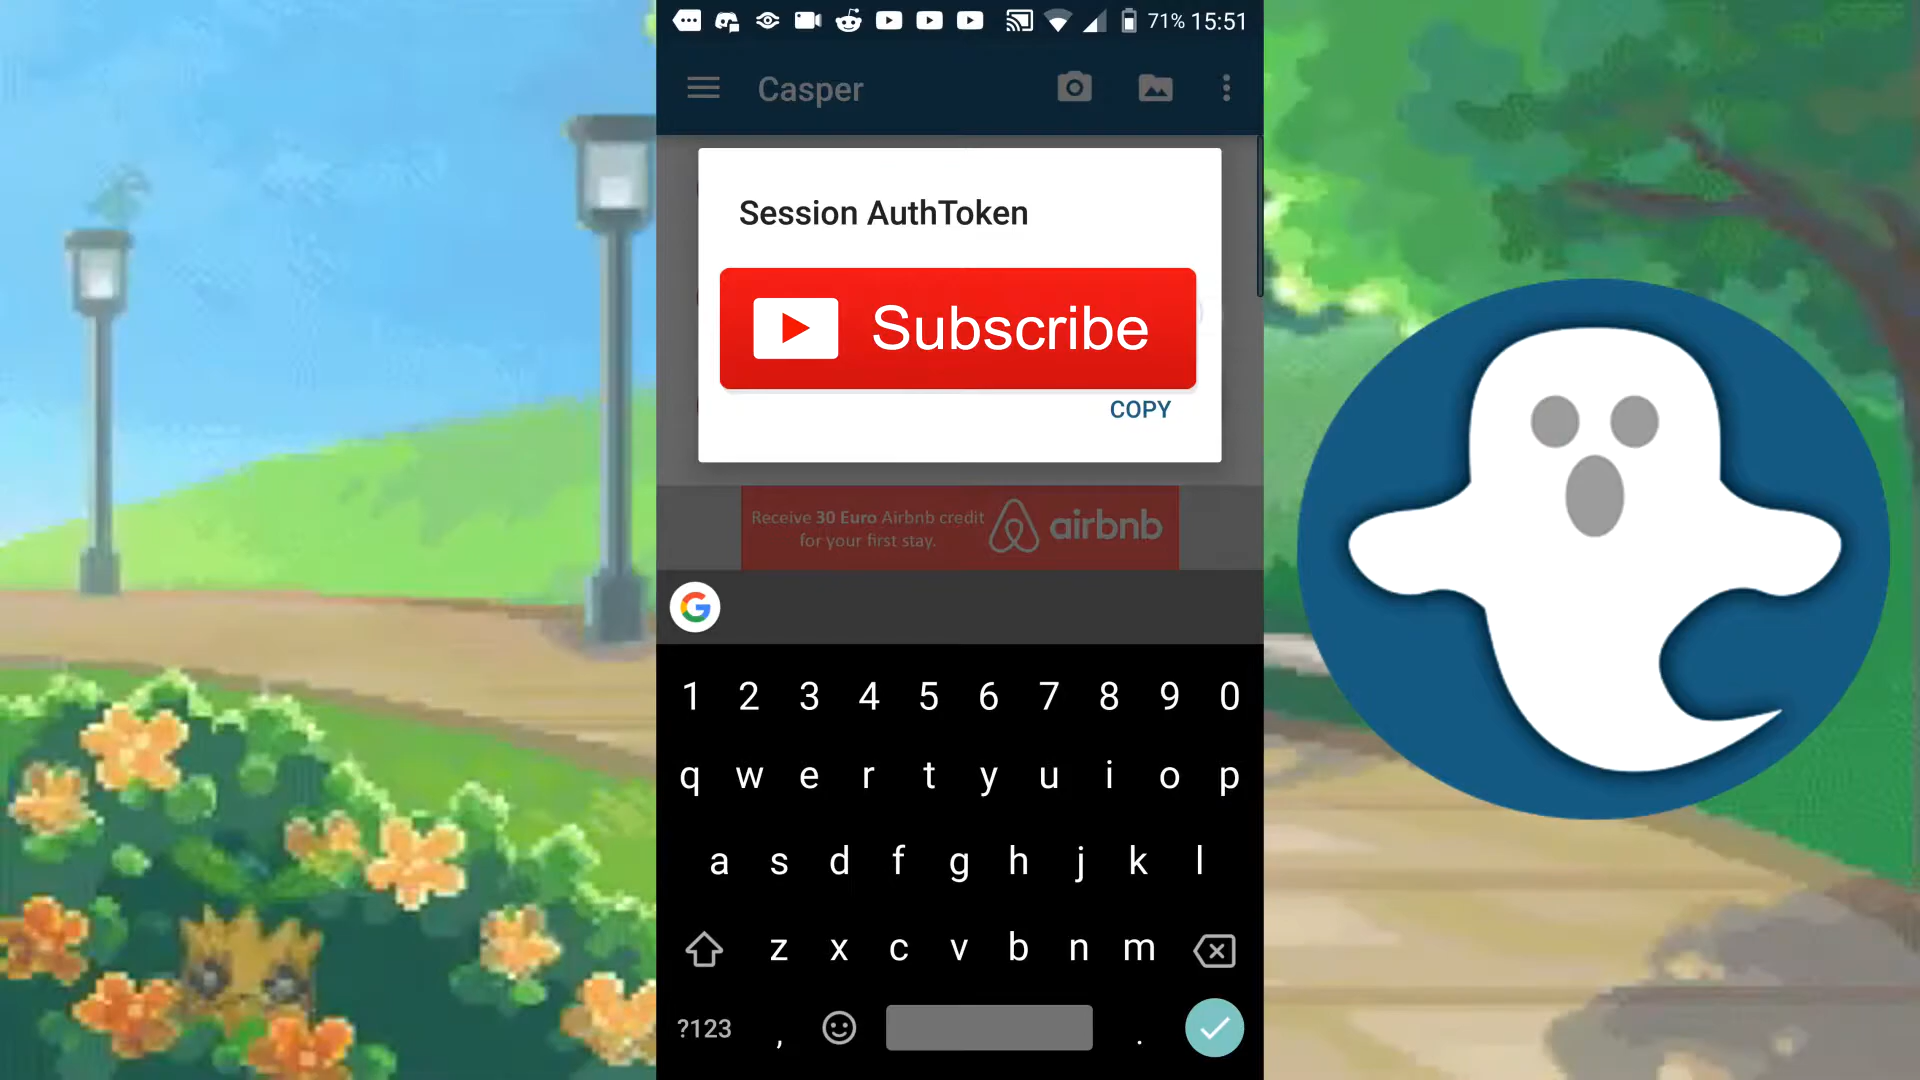 71% 15:51
Casper
Session AuthToken
Subscribe
COPY
Receive 30 Euro Airbnb credit
for your first stay.
airbnb
G
1 2 3 4 5 6 7 8 9 0
q w e r t y u i o p
a s d f g h j k l
z x c v b n m
?123 , .